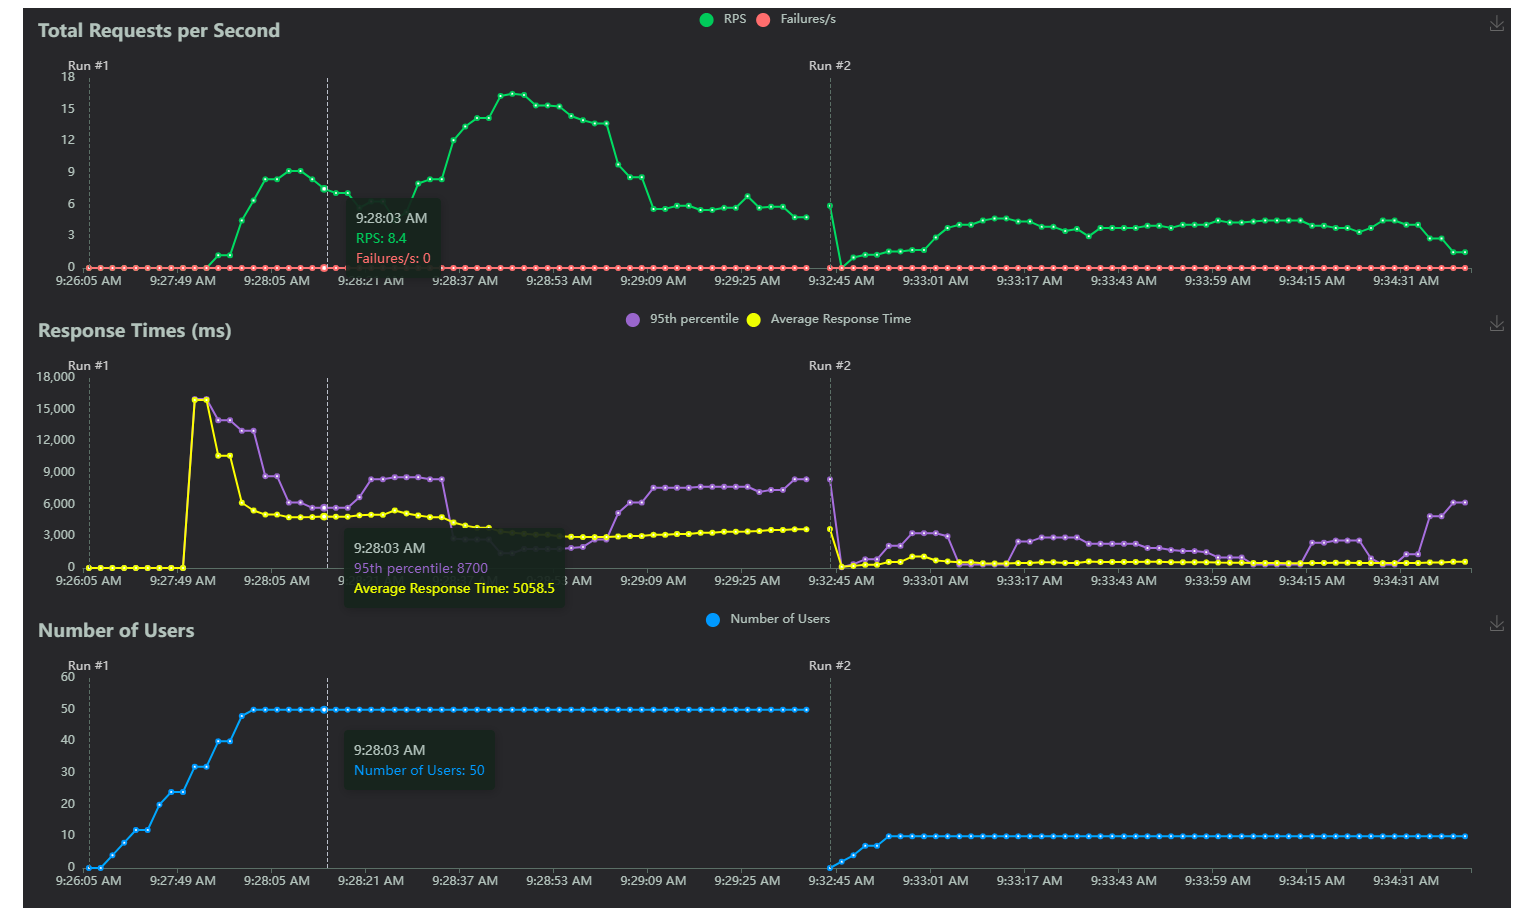 Total Requests per Second
RPS Failures/s
Run #1 Run #2
18
15
12
9
6
3
0
9:28:03 AM
RPS: 8.4
Failures/s: 0
9:26:05 AM 9:27:49 AM 9:28:05 AM 9:28:21 AM 9:28:37 AM 9:28:53 AM 9:29:09 AM 9:29:25 AM 9:32:45 AM 9:33:01 AM 9:33:17 AM 9:33:43 AM 9:33:59 AM 9:34:15 AM 9:34:31 AM
Response Times (ms)
95th percentile Average Response Time
Run #1 Run #2
18,000
15,000
12,000
9,000
6,000
3,000
0
9:28:03 AM
95th percentile: 8700
Average Response Time: 5058.5
9:26:05 AM 9:27:49 AM 9:28:05 AM 9:29:09 AM 9:29:25 AM 9:32:45 AM 9:33:01 AM 9:33:17 AM 9:33:43 AM 9:33:59 AM 9:34:15 AM 9:34:31 AM
Number of Users
Number of Users
Run #1 Run #2
60
50
40
30
20
10
0
9:28:03 AM
Number of Users: 50
9:26:05 AM 9:27:49 AM 9:28:05 AM 9:28:21 AM 9:28:37 AM 9:28:53 AM 9:29:09 AM 9:29:25 AM 9:32:45 AM 9:33:01 AM 9:33:17 AM 9:33:43 AM 9:33:59 AM 9:34:15 AM 9:34:31 AM